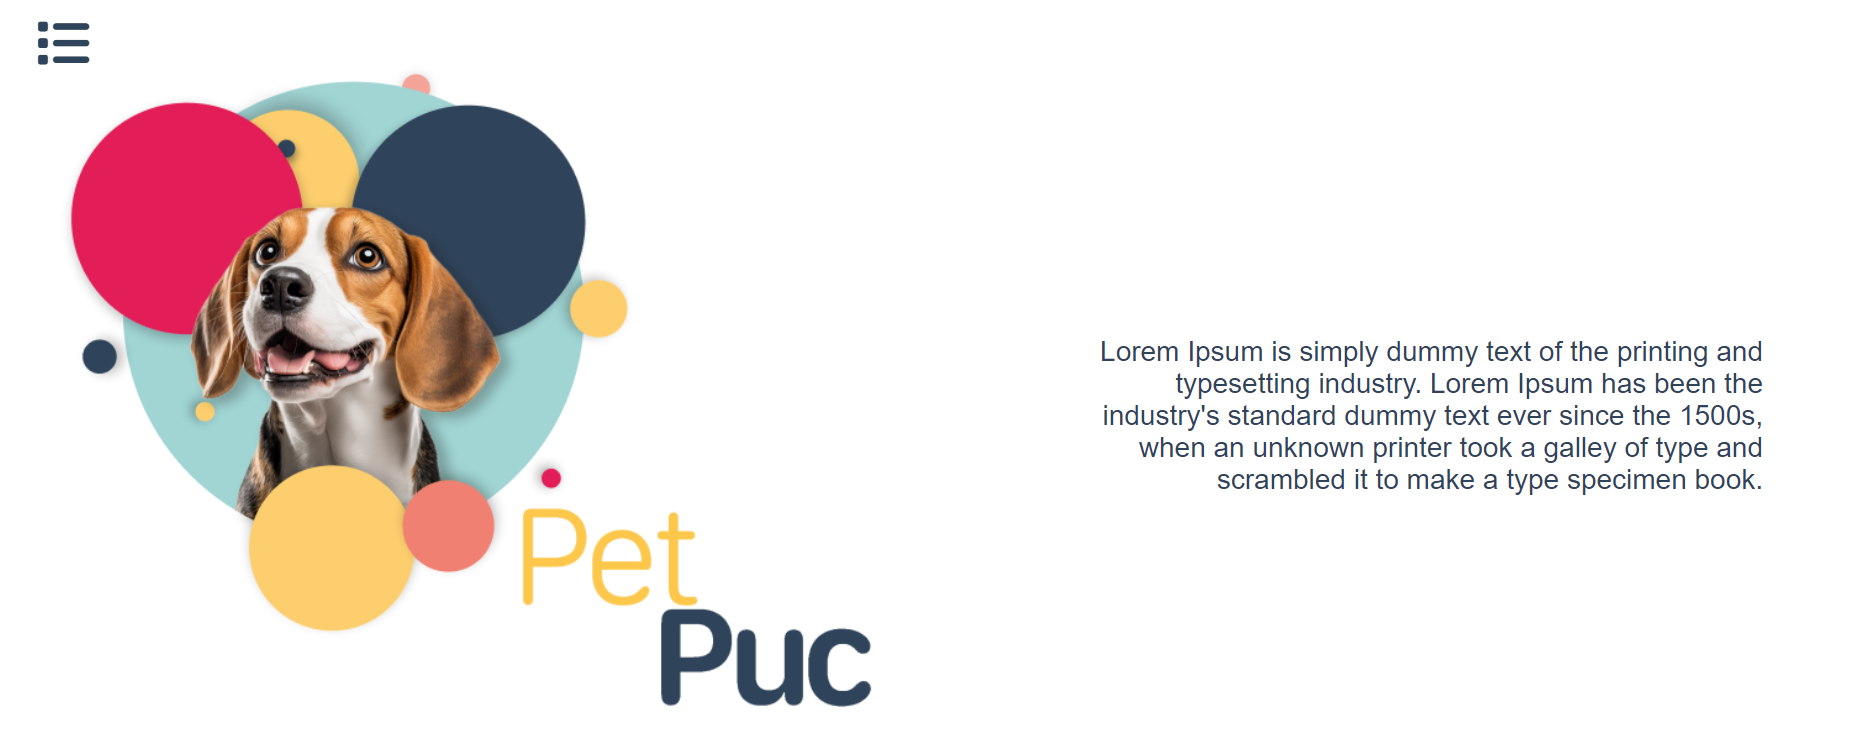 Pet
Puc
Lorem Ipsum is simply dummy text of the printing and
typesetting industry. Lorem Ipsum has been the
industry's standard dummy text ever since the 1500s,
when an unknown printer took a galley of type and
scrambled it to make a type specimen book.